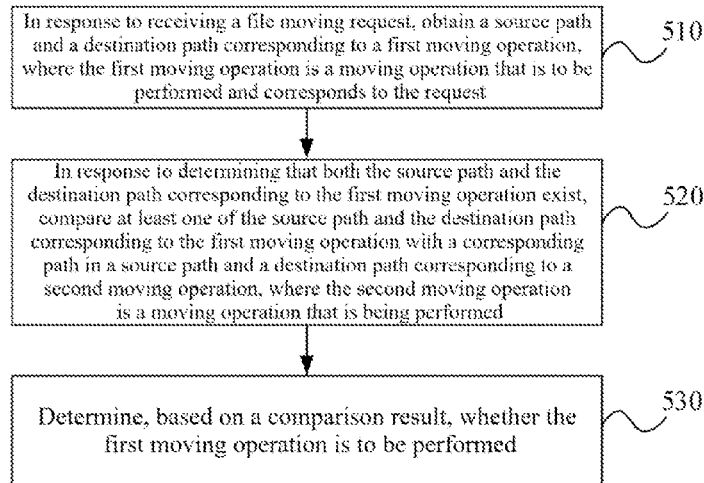 In response to receiving a file moving request, obtain a source path
and a destination path corresponding to a first moving operation,
where the first moving operation is a moving operation that is to be
performed and corresponds to the request
510
In response to determining that both the source path and the
destination path corresponding to the first moving operation exist,
compare at least one of the source path and the destination path
corresponding to the first moving operation with a corresponding
path in a source path and a destination path corresponding to a
second moving operation, where the second moving operation
is a moving operation that is being performed
520
Determine, based on a comparison result, whether the
first moving operation is to be performed
530